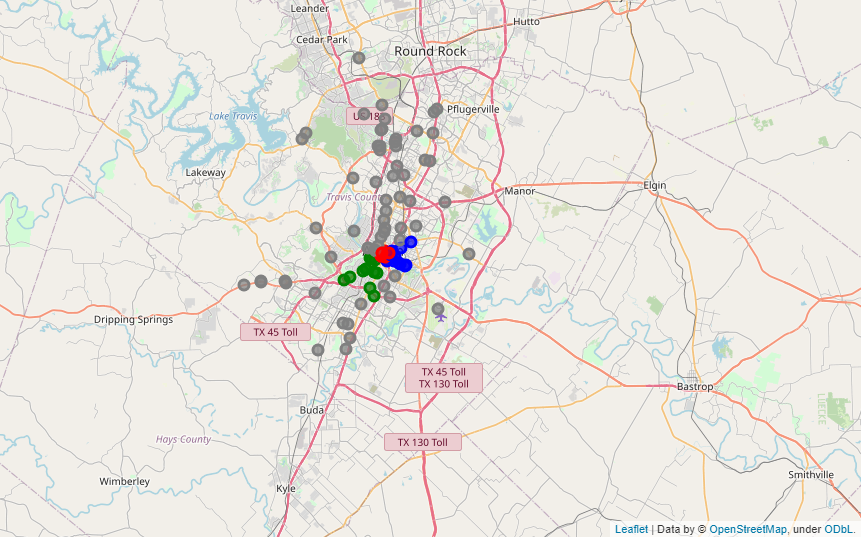 Leander
Hutto
Cedar Park
Round Rock
Pflugerville
Lake Travis
Lakeway
Travis County
Manor
Elgin
Dripping Springs
TX 45 Toll
TX 45 Toll
TX 130 Toll
Bastrop
Buda
Hays County
TX 130 Toll
Smithville
Wimberley
Kyle
Leaflet | Data by © OpenStreetMap, under ODbL.